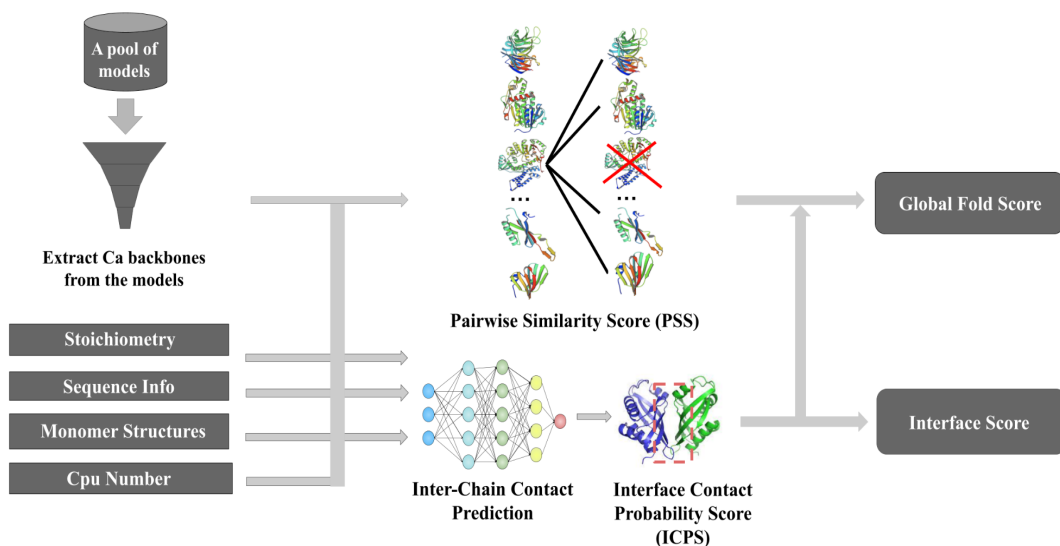 A pool of
models
Extract Ca backbones
from the models
Stoichiometry
Sequence Info
Monomer Structures
Cpu Number
...
...
Pairwise Similarity Score (PSS)
Inter-Chain Contact
Prediction
Interface Contact
Probability Score
(ICPS)
Global Fold Score
Interface Score